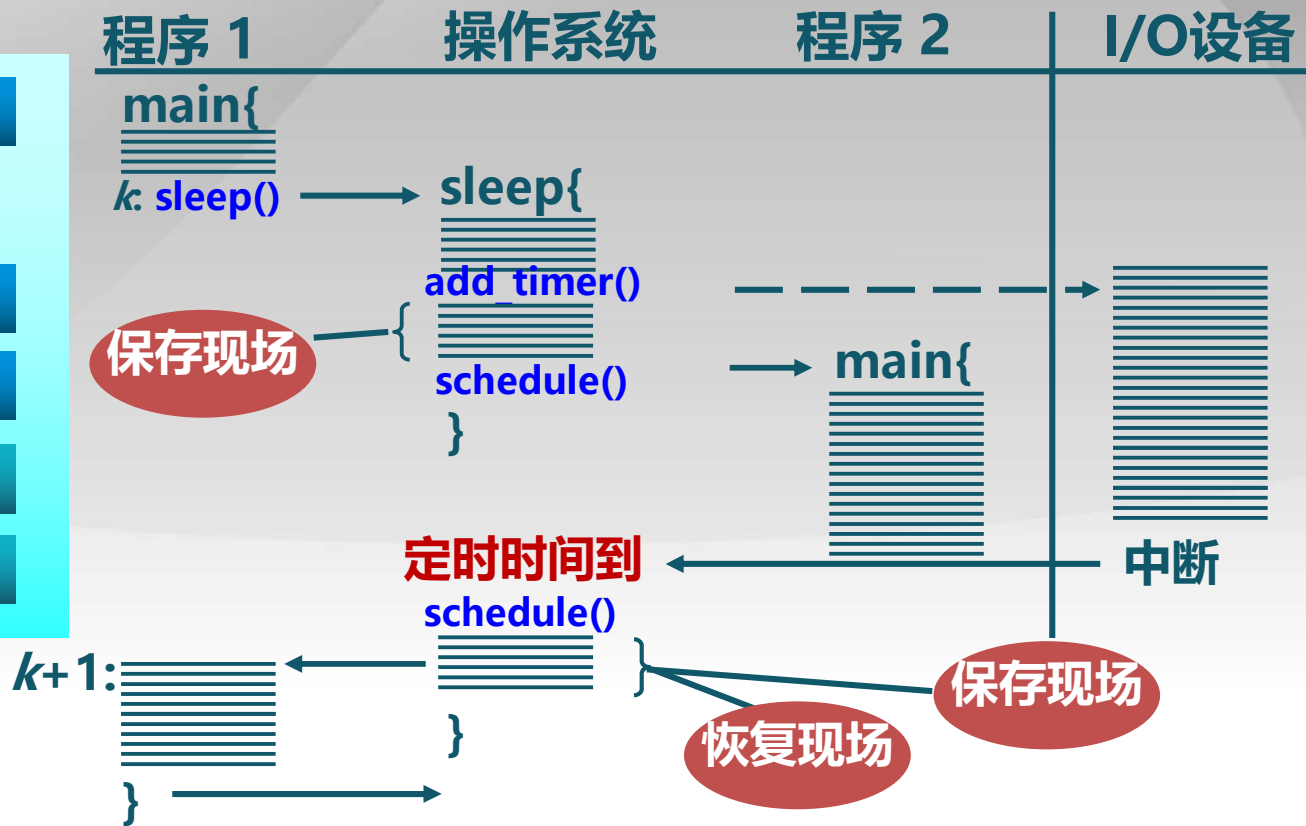 程序 1 操作系统 程序 2 I/O设备
main{
k: sleep()
sleep{
add_timer()
保存现场
{
schedule()
main{
}
定时时间到
中断
schedule()
k+1:
}
保存现场
恢复现场
}
}